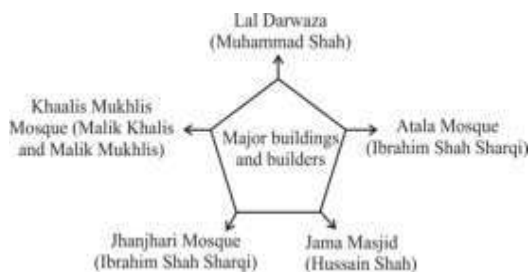 Lal Darwaza
(Muhammad Shah)
Khaalis Mukhlis
Mosque (Malik Khalis
and Malik Mukhlis)
Major buildings
and builders
Atala Mosque
(Ibrahim Shah Sharqi)
Jhanjhari Mosque
(Ibrahim Shah Sharqi)
Jama Masjid
(Hussain Shah)